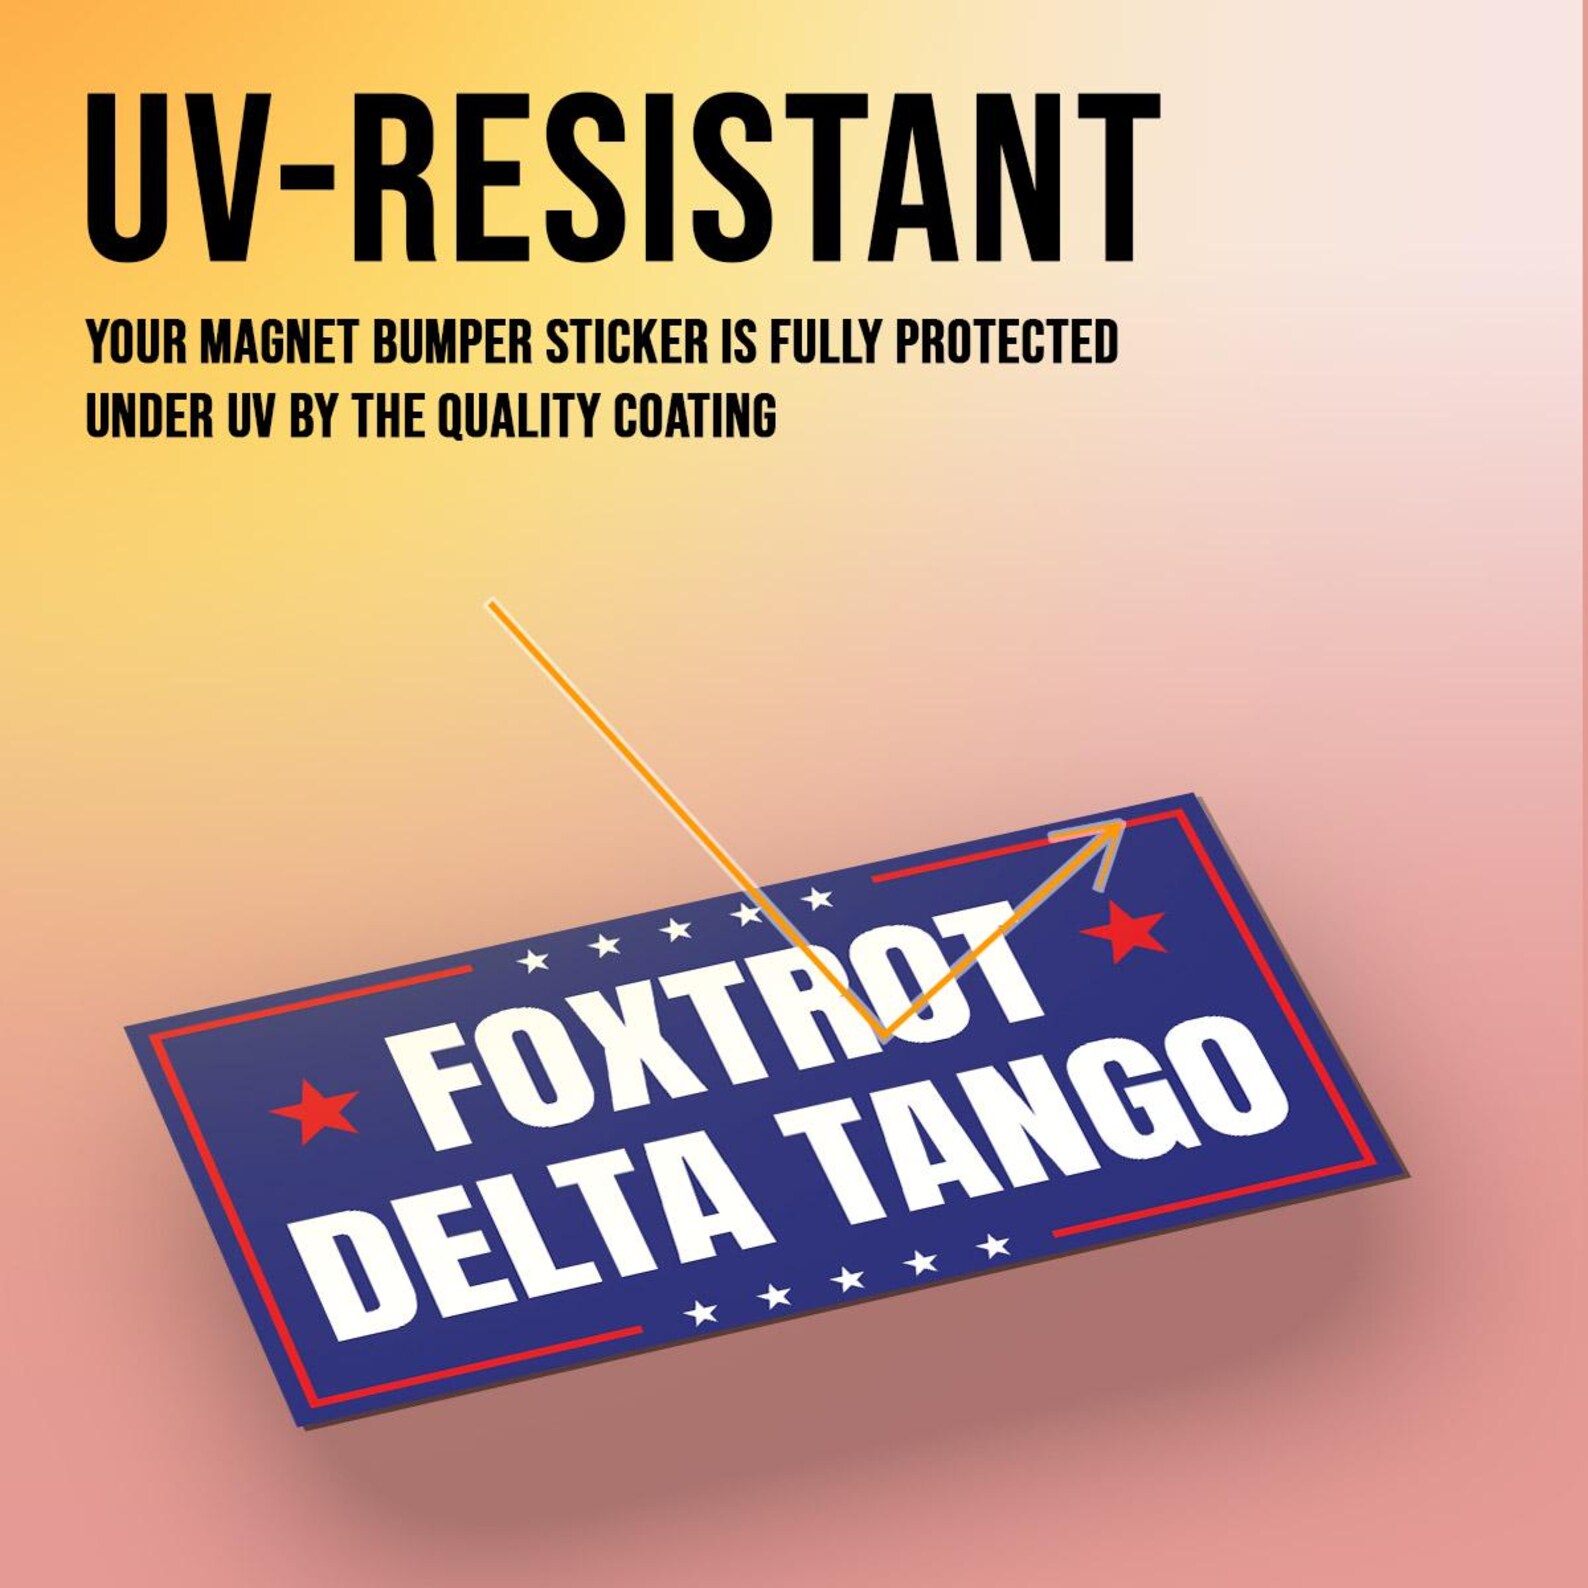 UV-RESISTANT
YOUR MAGNET BUMPER STICKER IS FULLY PROTECTED
UNDER UV BY THE QUALITY COATING
FOXTROT
DELTA TANGO